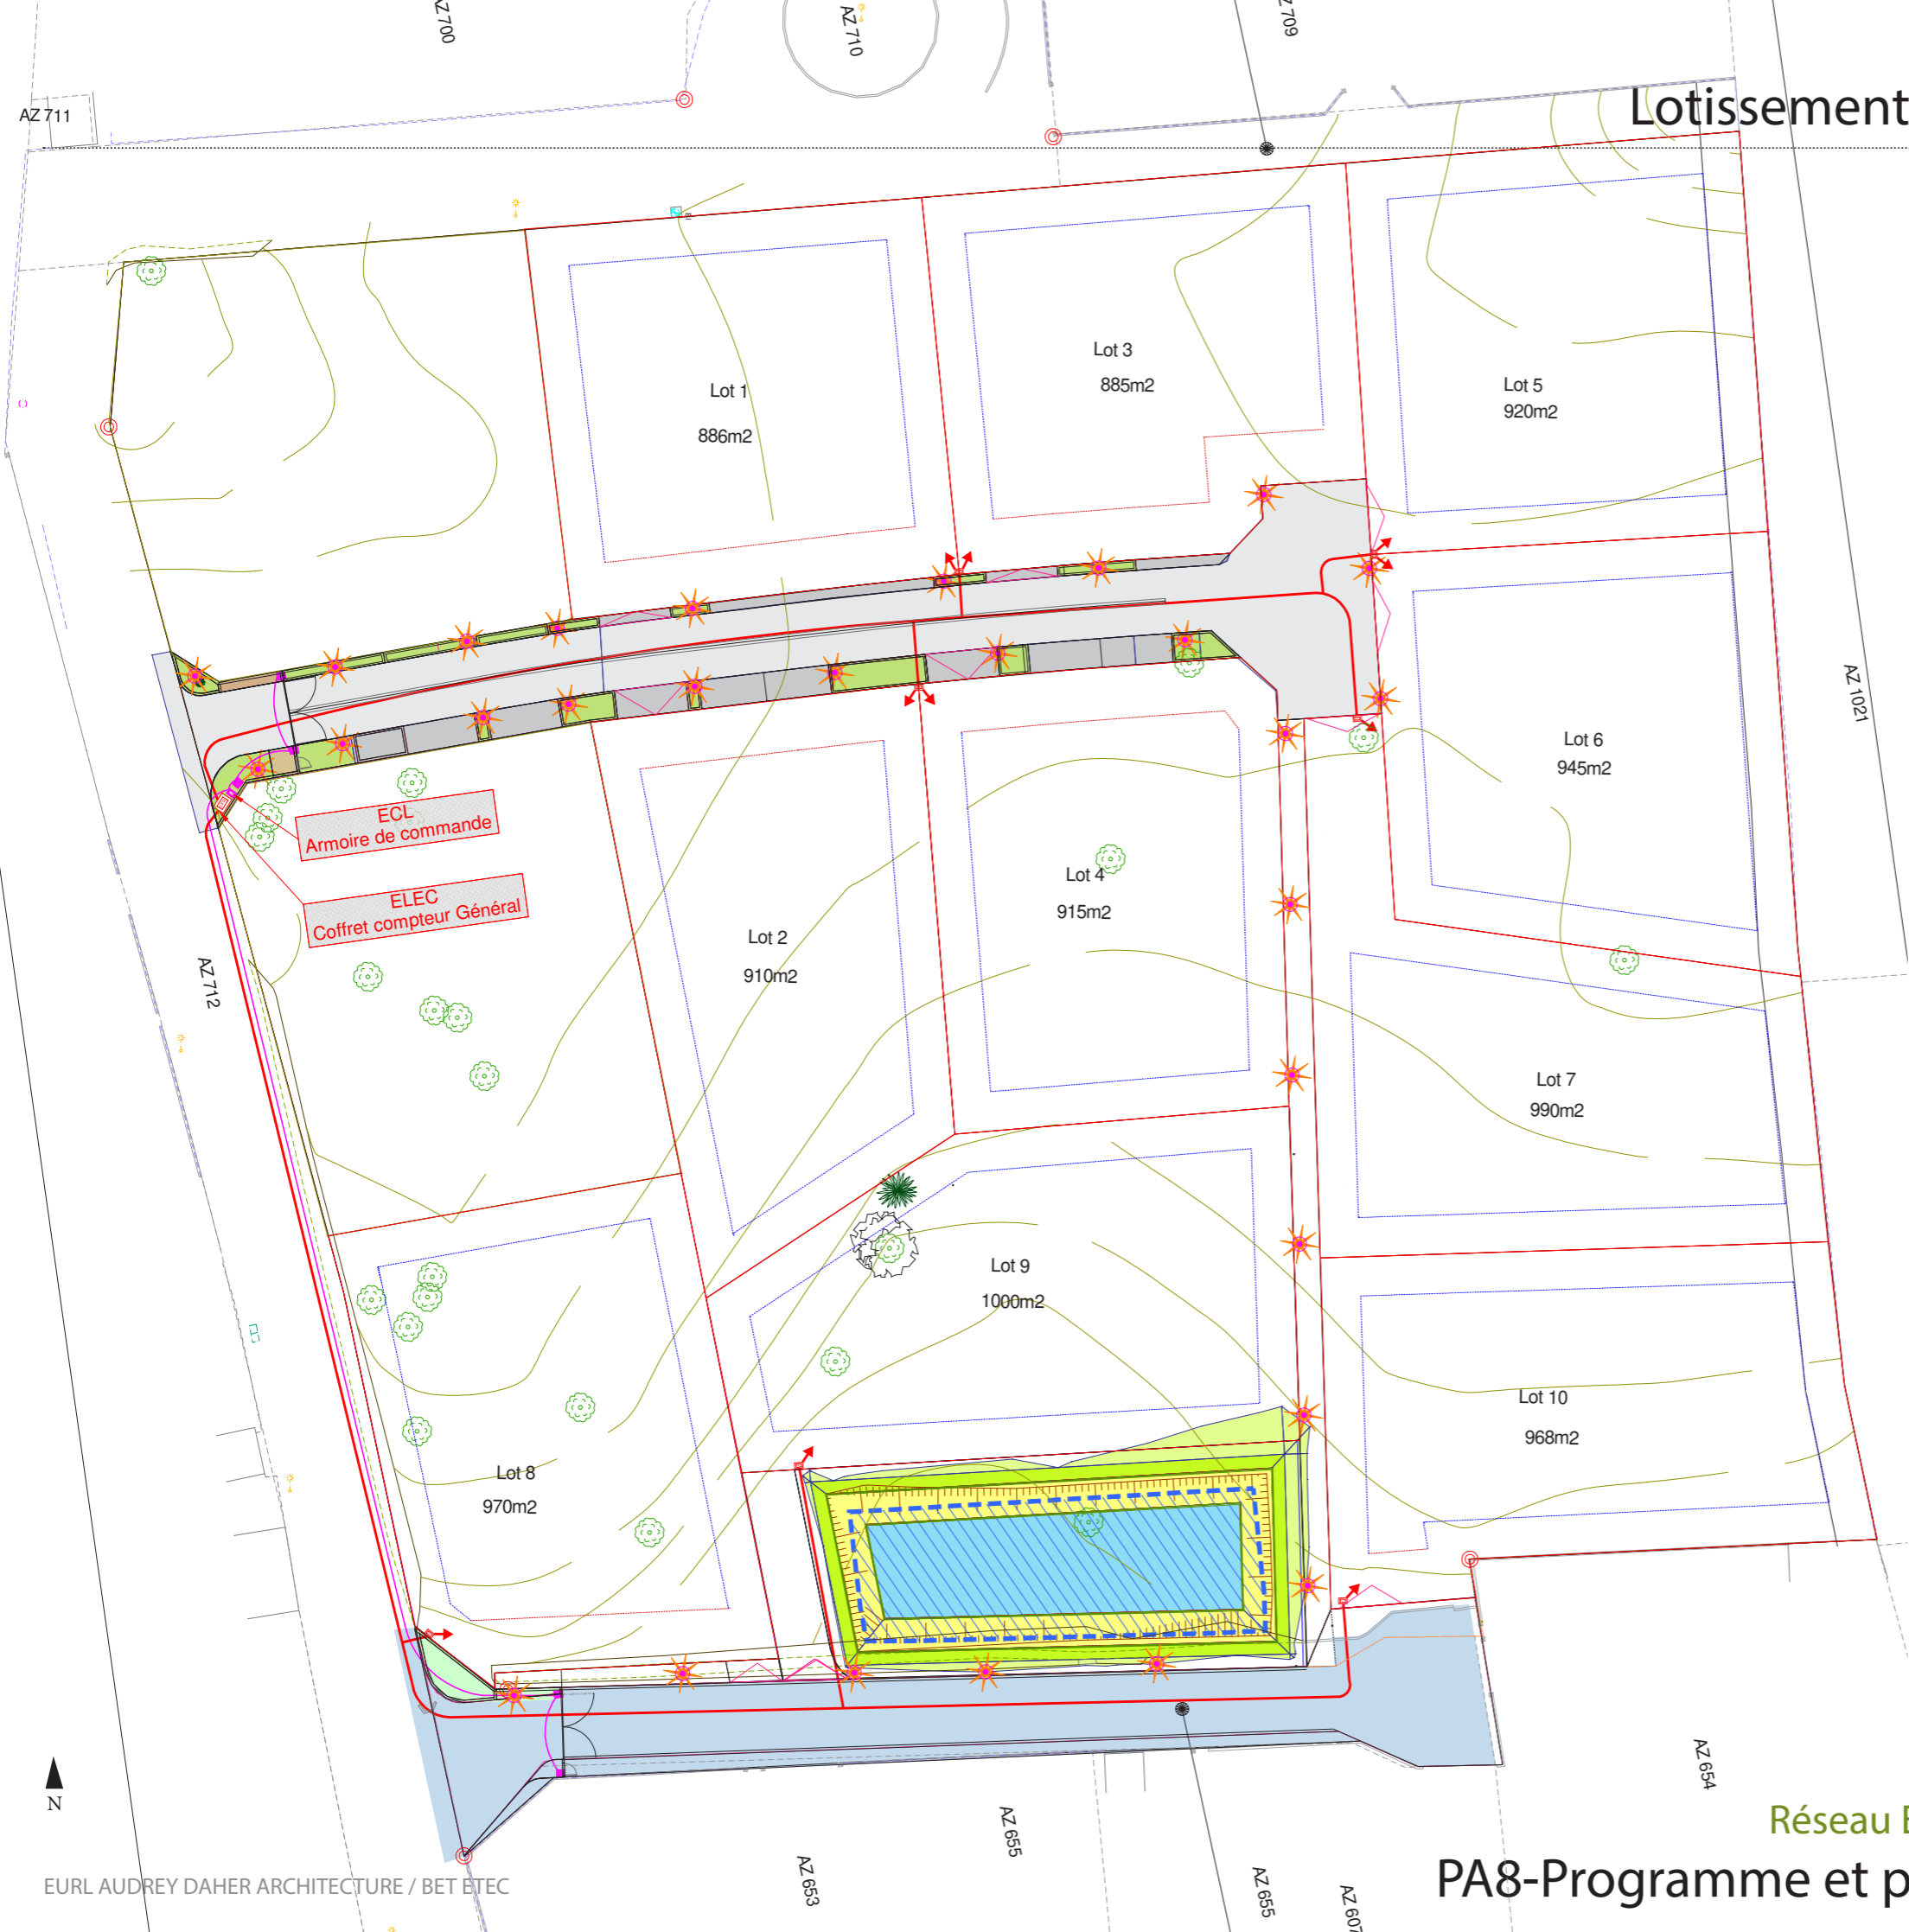 AZ 700
AZ 710
AZ 709
AZ 711
Lotissement
Lot 1
886m2
Lot 3
885m2
Lot 5
920m2
AZ 1021
Lot 6
945m2
ECL
Armoire de commande
ELEC
Coffret compteur Général
Lot 4
915m2
Lot 2
910m2
AZ 712
Lot 7
990m2
Lot 9
1000m2
Lot 10
968m2
Lot 8
970m2
N
AZ 654
AZ 655
AZ 653
AZ 655
AZ 607
Réseau
PA8-Programme et p
EURL AUDREY DAHER ARCHITECTURE / BET ETEC